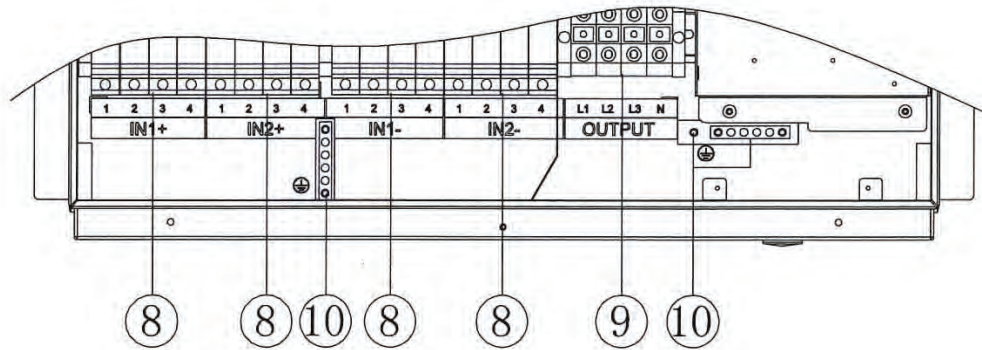 1 2 3 4 1 2 3 4 1 2 3 4 1 2 3 4 L1 L2 L3 N
IN1+ IN2+ IN1- IN2- OUTPUT
8 8 10 8 8 9 10